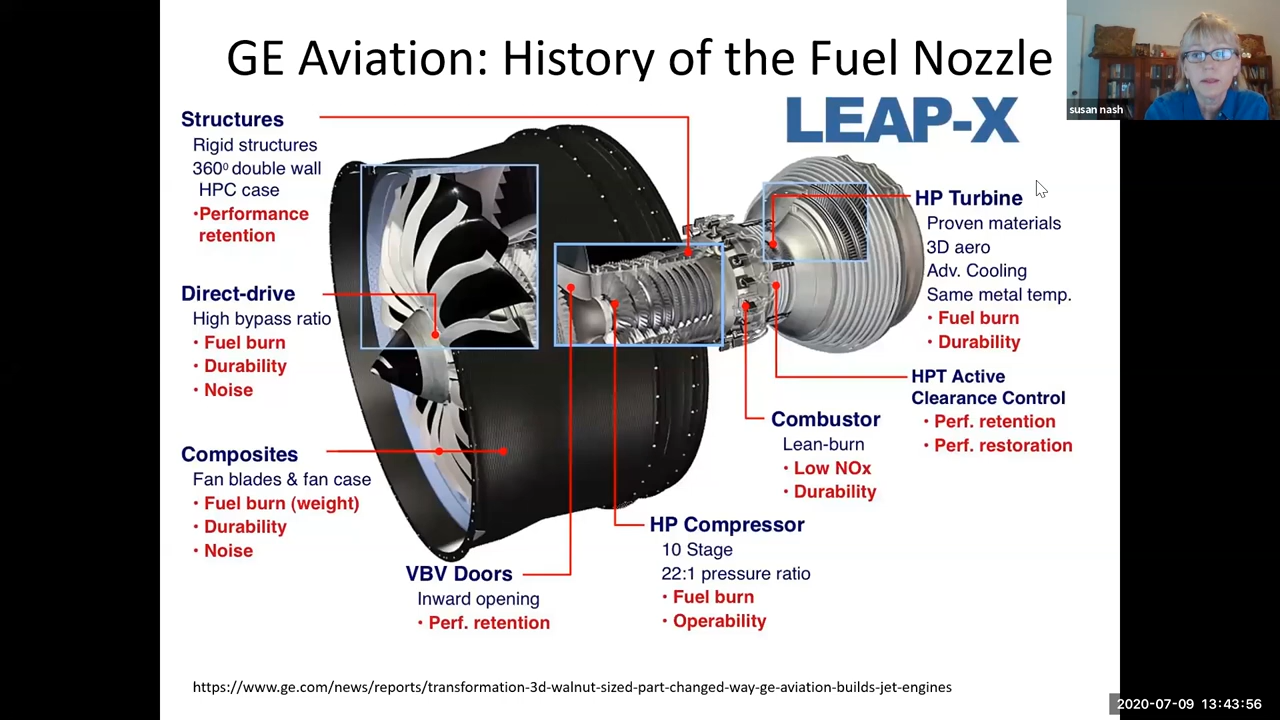 GE Aviation: History of the Fuel Nozzle
susan nash
LEAP-X
Structures
Rigid structures
360⁰ double wall
HPC case
•Performance
retention
Direct-drive
High bypass ratio
• Fuel burn
• Durability
• Noise
Composites
Fan blades & fan case
• Fuel burn (weight)
• Durability
• Noise
VBV Doors
Inward opening
• Perf. retention
HP Compressor
10 Stage
22:1 pressure ratio
• Fuel burn
• Operability
Combustor
Lean-burn
• Low NOx
• Durability
HP Turbine
Proven materials
3D aero
Adv. Cooling
Same metal temp.
• Fuel burn
• Durability
HPT Active
Clearance Control
• Perf. retention
• Perf. restoration
https://www.ge.com/news/reports/transformation-3d-walnut-sized-part-changed-way-ge-aviation-builds-jet-engines
2020-07-09 13:43:56